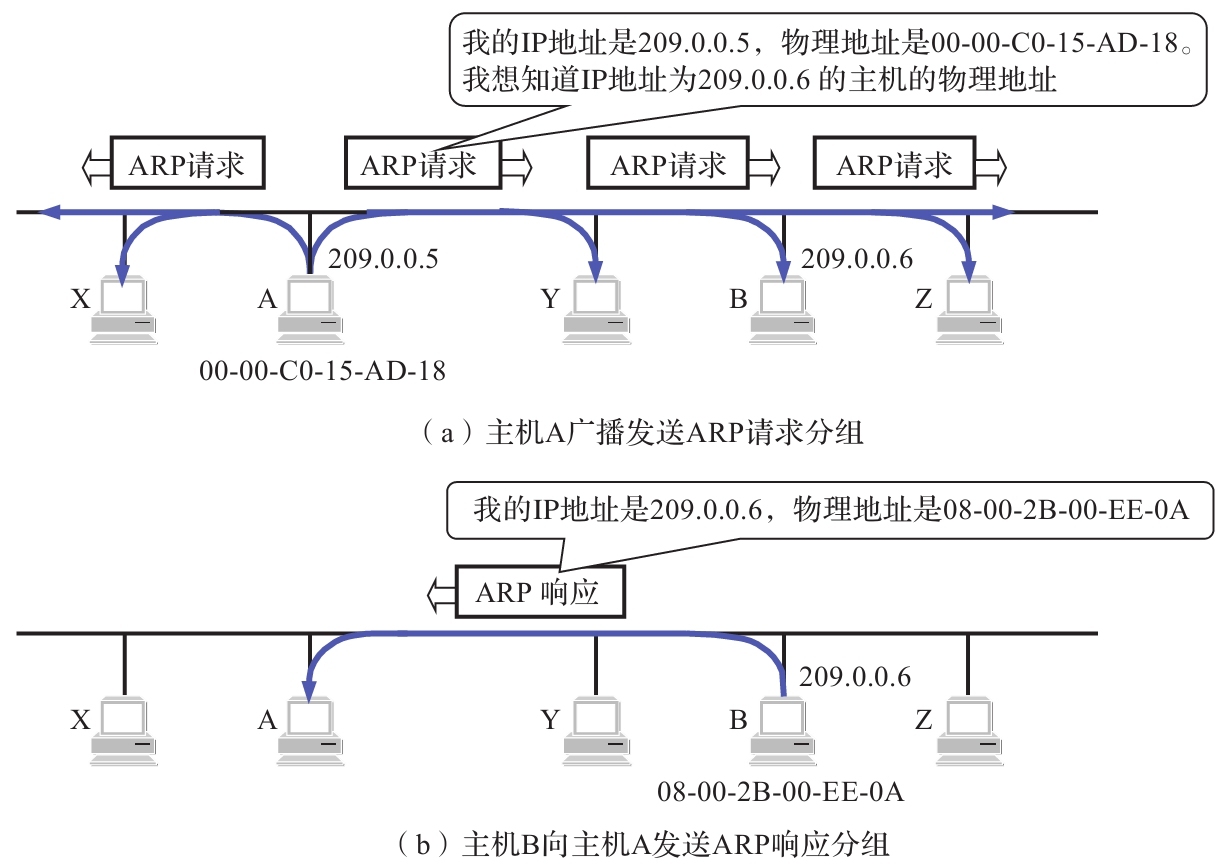 我的IP地址是209.0.0.5，物理地址是00-00-C0-15-AD-18。
我想知道IP地址为209.0.0.6 的主机的物理地址
ARP请求
ARP请求
ARP请求
ARP请求
209.0.0.5
209.0.0.6
X
A
Y
B
Z
00-00-C0-15-AD-18
（a）主机A广播发送ARP请求分组
我的IP地址是209.0.0.6，物理地址是08-00-2B-00-EE-0A
ARP 响应
209.0.0.6
X
A
Y
B
Z
08-00-2B-00-EE-0A
（b）主机B向主机A发送ARP响应分组